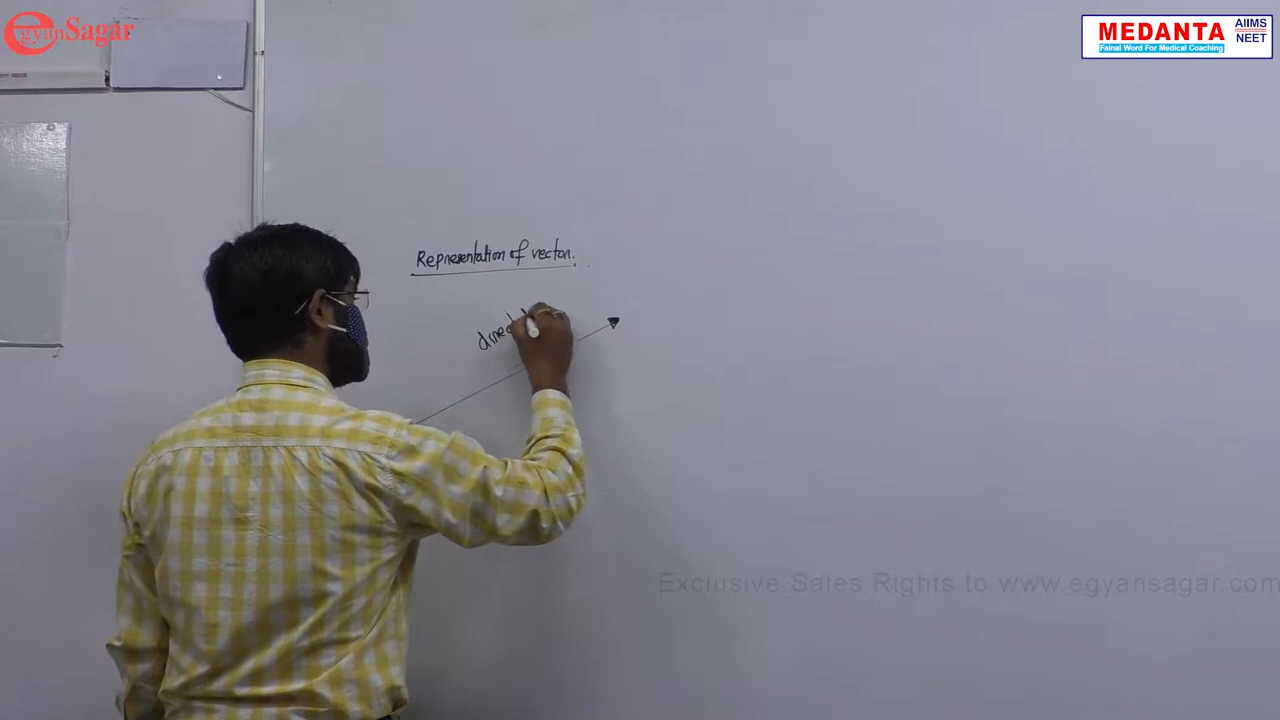 egyanSagar
MEDANTA
AIIMS
NEET
Fainal Word For Medical Coaching
Representation of vector.
Exclusive Sales Rights to www.egyansagar.com